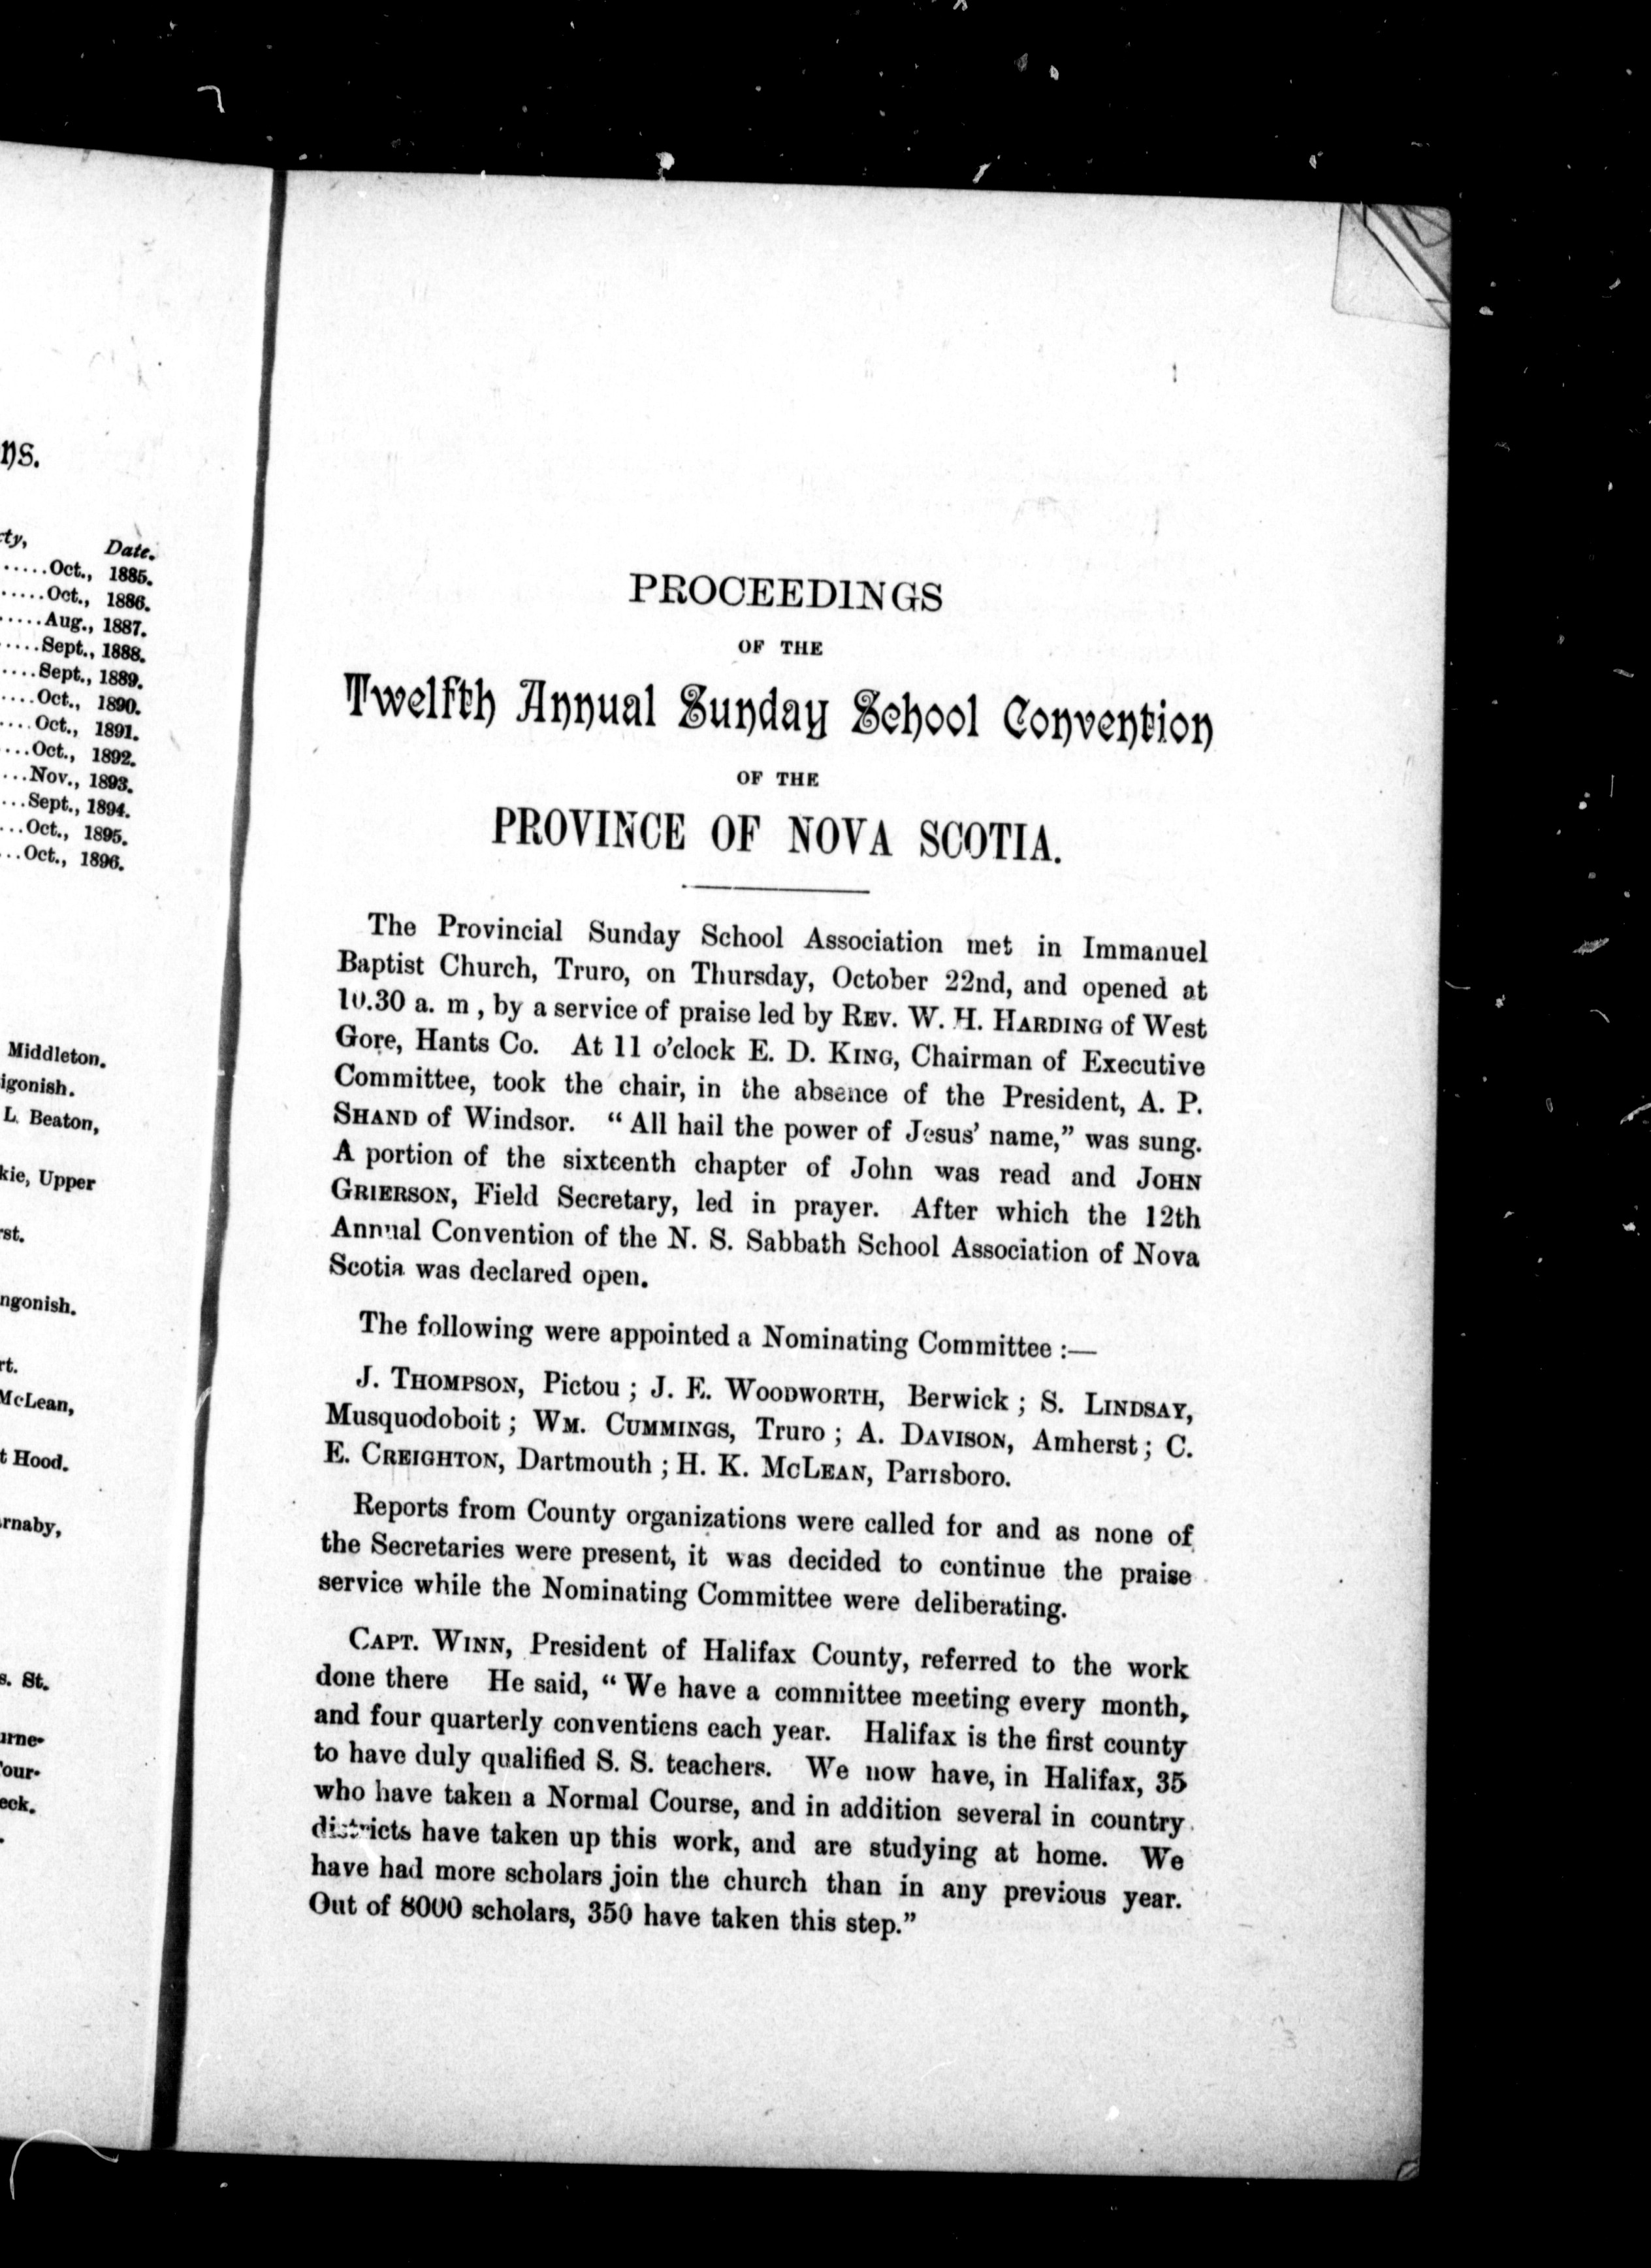 ns.
Date.
Oct., 1885.
Oct., 1886.
Aug., 1887.
Sept., 1888.
Sept., 1889.
Oct., 1890.
Oct., 1891.
Oct., 1892.
Nov., 1893.
Sept., 1894.
Oct., 1895.
Oct., 1896.
Middleton.
igonish.
L. Beaton,
kie, Upper
rst.
ngonish.
rt.
McLean,
t Hood.
rnaby,
s. St.
urne-
our-
eck.
PROCEEDINGS
OF THE
Twelfth Annual Sunday School Convention
OF THE
PROVINCE OF NOVA SCOTIA.
The Provincial Sunday School Association met in Immanuel
Baptist Church, Truro, on Thursday, October 22nd, and opened at
10.30 a. m , by a service of praise led by REV. W. H. HARDING of West
Gore, Hants Co. At 11 o'clock E. D. KING, Chairman of Executive
Committee, took the chair, in the absence of the President, A. P.
SHAND of Windsor. “ All hail the power of Jesus' name,” was sung.
A portion of the sixteenth chapter of John was read and JOHN
GRIERSON, Field Secretary, led in prayer. After which the 12th
Annual Convention of the N. S. Sabbath School Association of Nova
Scotia was declared open.
The following were appointed a Nominating Committee :—
J. THOMPSON, Pictou ; J. E. WOODWORTH, Berwick ; S. LINDSAY,
Musquodoboit ; WM. CUMMINGS, Truro ; A. DAVISON, Amherst ; C.
E. CREIGHTON, Dartmouth ; H. K. MCLEAN, Parrsboro.
Reports from County organizations were called for and as none of
the Secretaries were present, it was decided to continue the praise
service while the Nominating Committee were deliberating.
CAPT. WINN, President of Halifax County, referred to the work
done there He said, “ We have a committee meeting every month,
and four quarterly conventions each year. Halifax is the first county
to have duly qualified S. S. teachers. We now have, in Halifax, 35
who have taken a Normal Course, and in addition several in country
districts have taken up this work, and are studying at home. We
have had more scholars join the church than in any previous year.
Out of 8000 scholars, 350 have taken this step.”